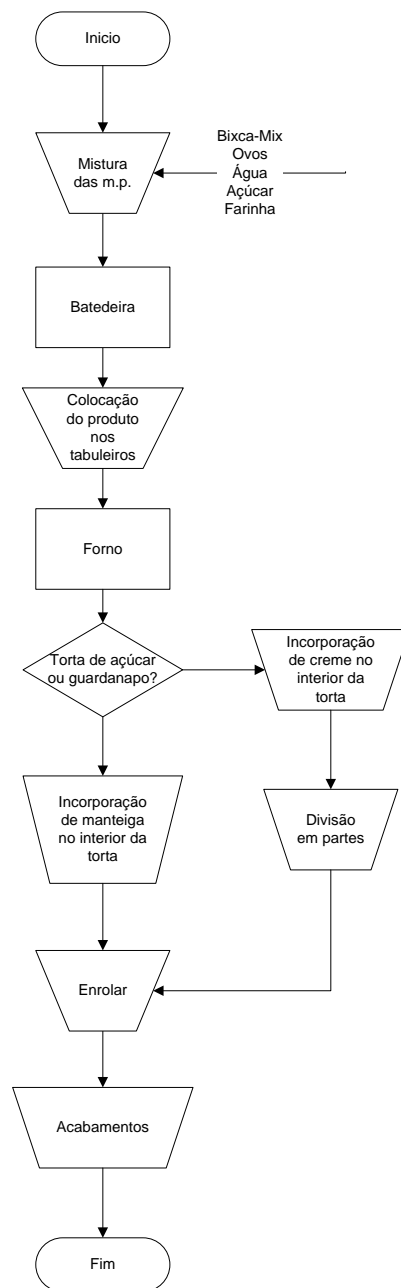 Inicio
Mistura
das m.p.
Bixca-Mix
Ovos
Água
Açúcar
Farinha
Batedeira
Colocação
do produto
nos
tabuleiros
Forno
Torta de açúcar
ou guardanapo?
Incorporação
de creme no
interior da
torta
Incorporação
de manteiga
no interior da
torta
Divisão
em partes
Enrolar
Acabamentos
Fim